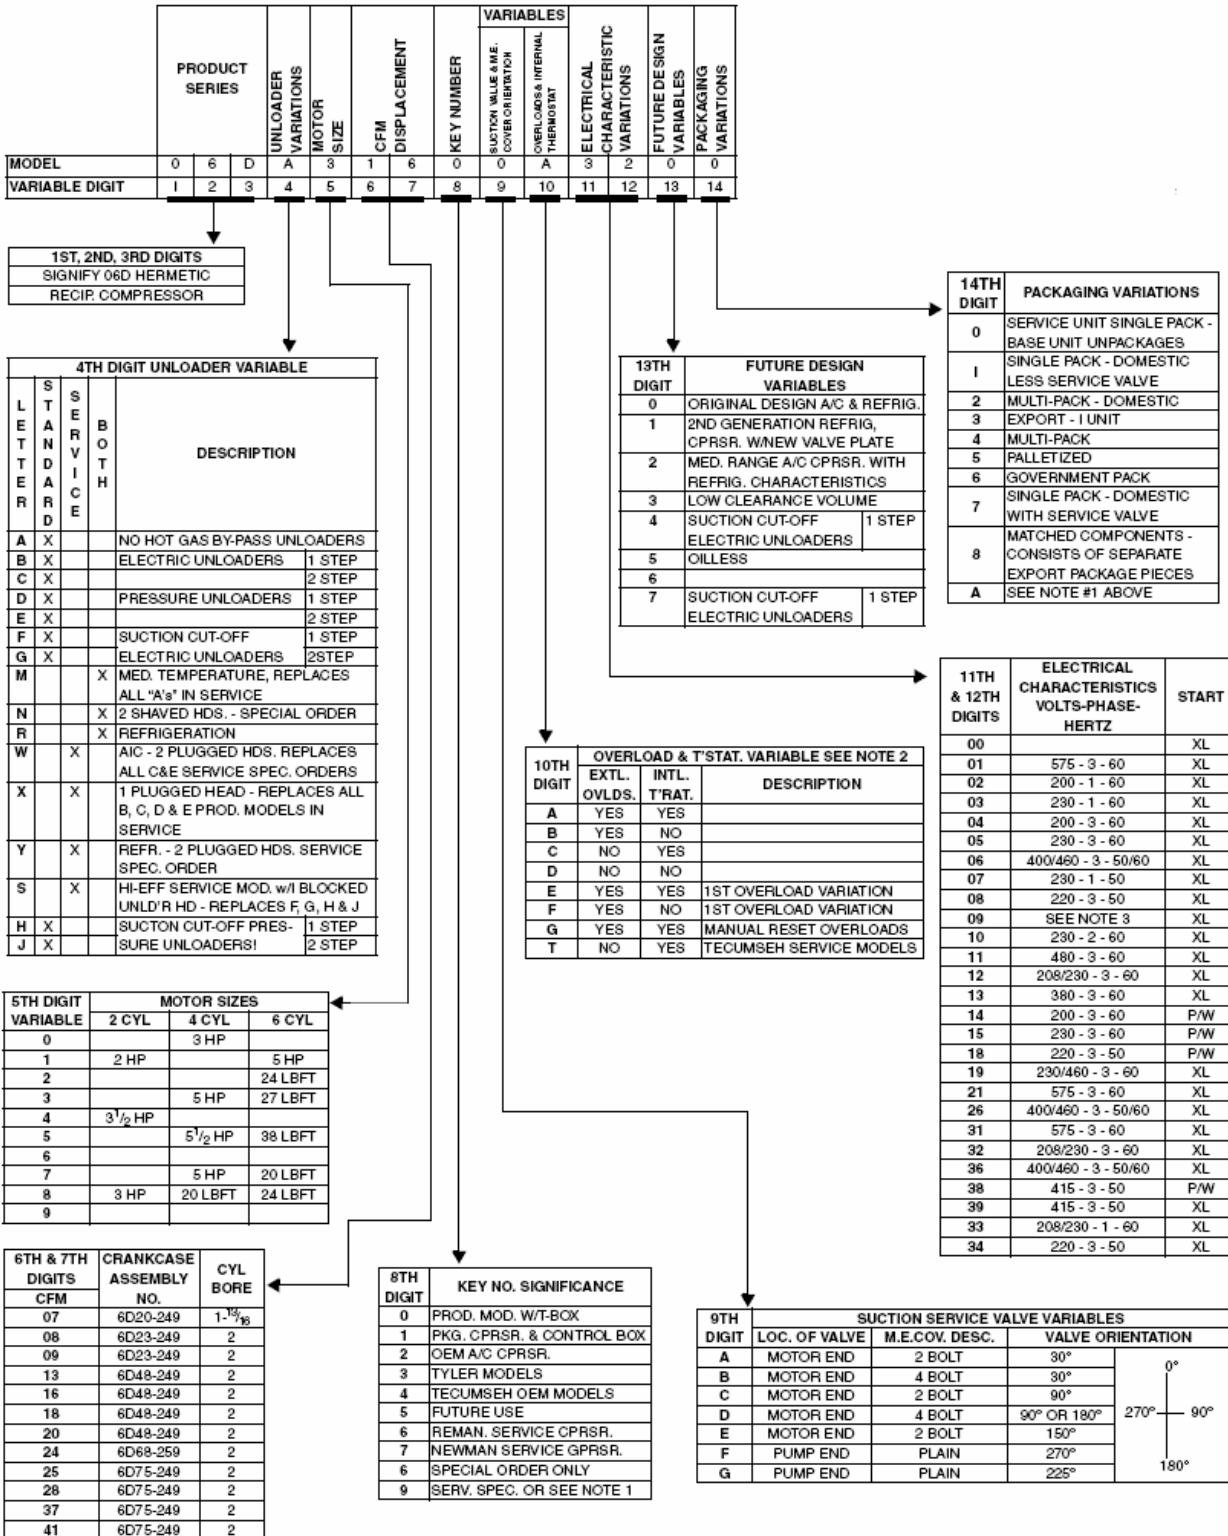 VARIABLES
PRODUCT SERIES
UNLOADER VARIATIONS
MOTOR SIZE
CFM DISPLACEMENT
KEY NUMBER
SUCTION VALUE & M.E. COVER ORIENTATION
OVERLOADS & INTERNAL THERMOSTAT
ELECTRICAL CHARACTERISTIC VARIATIONS
FUTURE DESIGN VARIABLES
PACKAGING VARIATIONS
MODEL 0 6 D A 3 1 6 0 0 A 3 2 0 0
VARIABLE DIGIT I 2 3 4 5 6 7 8 9 10 11 12 13 14
1ST, 2ND, 3RD DIGITS
SIGNIFY 06D HERMETIC
RECIP. COMPRESSOR
4TH DIGIT UNLOADER VARIABLE
LETTER STANDARD SERVICE BOTH DESCRIPTION
A X NO HOT GAS BY-PASS UNLOADERS
B X ELECTRIC UNLOADERS 1 STEP
C X 2 STEP
D X PRESSURE UNLOADERS 1 STEP
E X 2 STEP
F X SUCTION CUT-OFF 1 STEP
G X ELECTRIC UNLOADERS 2STEP
M X MED. TEMPERATURE, REPLACES
ALL "A's" IN SERVICE
N X 2 SHAVED HDS. - SPECIAL ORDER
R X REFRIGERATION
W X AIC - 2 PLUGGED HDS. REPLACES
ALL C&E SERVICE SPEC. ORDERS
X X 1 PLUGGED HEAD - REPLACES ALL
B, C, D & E PROD. MODELS IN
SERVICE
Y X REFR. - 2 PLUGGED HDS. SERVICE
SPEC. ORDER
S X HI-EFF SERVICE MOD. w/I BLOCKED
UNLD'R HD - REPLACES F, G, H & J
H X SUCTON CUT-OFF PRES- 1 STEP
J X SURE UNLOADERS! 2 STEP
13TH DIGIT FUTURE DESIGN VARIABLES
0 ORIGINAL DESIGN A/C & REFRIG.
1 2ND GENERATION REFRIG,
CPRSR. W/NEW VALVE PLATE
2 MED. RANGE A/C CPRSR. WITH
REFRIG. CHARACTERISTICS
3 LOW CLEARANCE VOLUME
4 SUCTION CUT-OFF 1 STEP
ELECTRIC UNLOADERS
5 OILLESS
6
7 SUCTION CUT-OFF 1 STEP
ELECTRIC UNLOADERS
14TH DIGIT PACKAGING VARIATIONS
0 SERVICE UNIT SINGLE PACK -
BASE UNIT UNPACKAGES
I SINGLE PACK - DOMESTIC
LESS SERVICE VALVE
2 MULTI-PACK - DOMESTIC
3 EXPORT - I UNIT
4 MULTI-PACK
5 PALLETIZED
6 GOVERNMENT PACK
7 SINGLE PACK - DOMESTIC
WITH SERVICE VALVE
8 MATCHED COMPONENTS -
CONSISTS OF SEPARATE
EXPORT PACKAGE PIECES
A SEE NOTE #1 ABOVE
10TH DIGIT OVERLOAD & T'STAT. VARIABLE SEE NOTE 2
EXTL. OVLDS. INTL. T'RAT. DESCRIPTION
A YES YES
B YES NO
C NO YES
D NO NO
E YES YES 1ST OVERLOAD VARIATION
F YES NO 1ST OVERLOAD VARIATION
G YES YES MANUAL RESET OVERLOADS
T NO YES TECUMSEH SERVICE MODELS
11TH & 12TH DIGITS ELECTRICAL CHARACTERISTICS VOLTS-PHASE-HERTZ START
00 XL
01 575 - 3 - 60 XL
02 200 - 1 - 60 XL
03 230 - 1 - 60 XL
04 200 - 3 - 60 XL
05 230 - 3 - 60 XL
06 400/460 - 3 - 50/60 XL
07 230 - 1 - 50 XL
08 220 - 3 - 50 XL
09 SEE NOTE 3 XL
10 230 - 2 - 60 XL
11 480 - 3 - 60 XL
12 208/230 - 3 - 60 XL
13 380 - 3 - 60 XL
14 200 - 3 - 60 P/W
15 230 - 3 - 60 P/W
18 220 - 3 - 50 P/W
19 230/460 - 3 - 60 XL
21 575 - 3 - 60 XL
26 400/460 - 3 - 50/60 XL
31 575 - 3 - 60 XL
32 208/230 - 3 - 60 XL
36 400/460 - 3 - 50/60 XL
38 415 - 3 - 50 P/W
39 415 - 3 - 50 XL
33 208/230 - 1 - 60 XL
34 220 - 3 - 50 XL
5TH DIGIT VARIABLE MOTOR SIZES
2 CYL 4 CYL 6 CYL
0 3 HP
1 2 HP 5 HP
2 24 LBFT
3 5 HP 27 LBFT
4 3 1/2 HP
5 5 1/2 HP 38 LBFT
6
7 5 HP 20 LBFT
8 3 HP 20 LBFT 24 LBFT
9
6TH & 7TH DIGITS CRANKCASE ASSEMBLY NO. CYL BORE
CFM
07 6D20-249 1-13/16
08 6D23-249 2
09 6D23-249 2
13 6D48-249 2
16 6D48-249 2
18 6D48-249 2
20 6D48-249 2
24 6D68-259 2
25 6D75-249 2
28 6D75-249 2
37 6D75-249 2
41 6D75-249 2
8TH DIGIT KEY NO. SIGNIFICANCE
0 PROD. MOD. W/T-BOX
1 PKG. CPRSR. & CONTROL BOX
2 OEM A/C CPRSR.
3 TYLER MODELS
4 TECUMSEH OEM MODELS
5 FUTURE USE
6 REMAN. SERVICE CPRSR.
7 NEWMAN SERVICE GPRSR.
6 SPECIAL ORDER ONLY
9 SERV. SPEC. OR SEE NOTE 1
9TH DIGIT SUCTION SERVICE VALVE VARIABLES
LOC. OF VALVE M.E.COV. DESC. VALVE ORIENTATION
A MOTOR END 2 BOLT 30°
B MOTOR END 4 BOLT 30°
C MOTOR END 2 BOLT 90°
D MOTOR END 4 BOLT 90° OR 180°
E MOTOR END 2 BOLT 150°
F PUMP END PLAIN 270°
G PUMP END PLAIN 225°
0°
270° 90°
180°